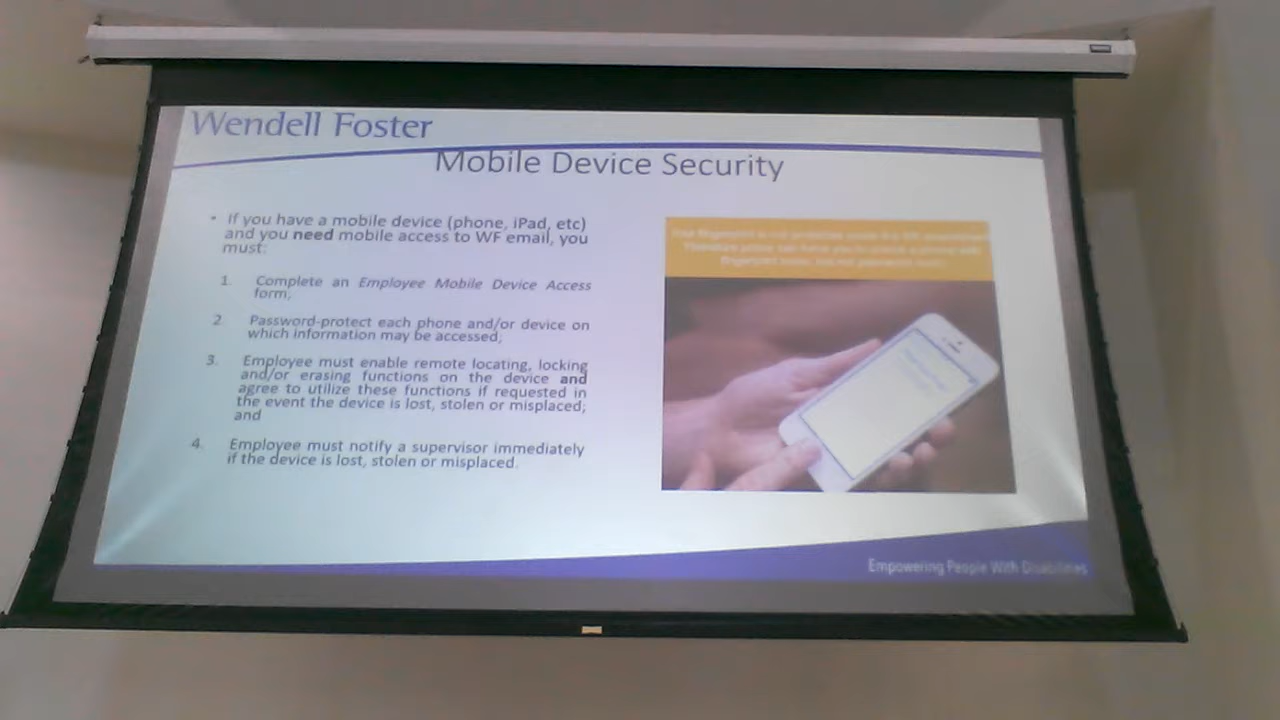 Wendell Foster
Mobile Device Security
• If you have a mobile device (phone, iPad, etc)
and you need mobile access to WF email, you
must:
1. Complete an Employee Mobile Device Access
form;
2. Password-protect each phone and/or device on
which information may be accessed;
3. Employee must enable remote locating, locking
and/or erasing functions on the device and
agree to utilize these functions if requested in
the event the device is lost, stolen or misplaced;
and
4. Employee must notify a supervisor immediately
if the device is lost, stolen or misplaced.
Empowering People With Disabilities